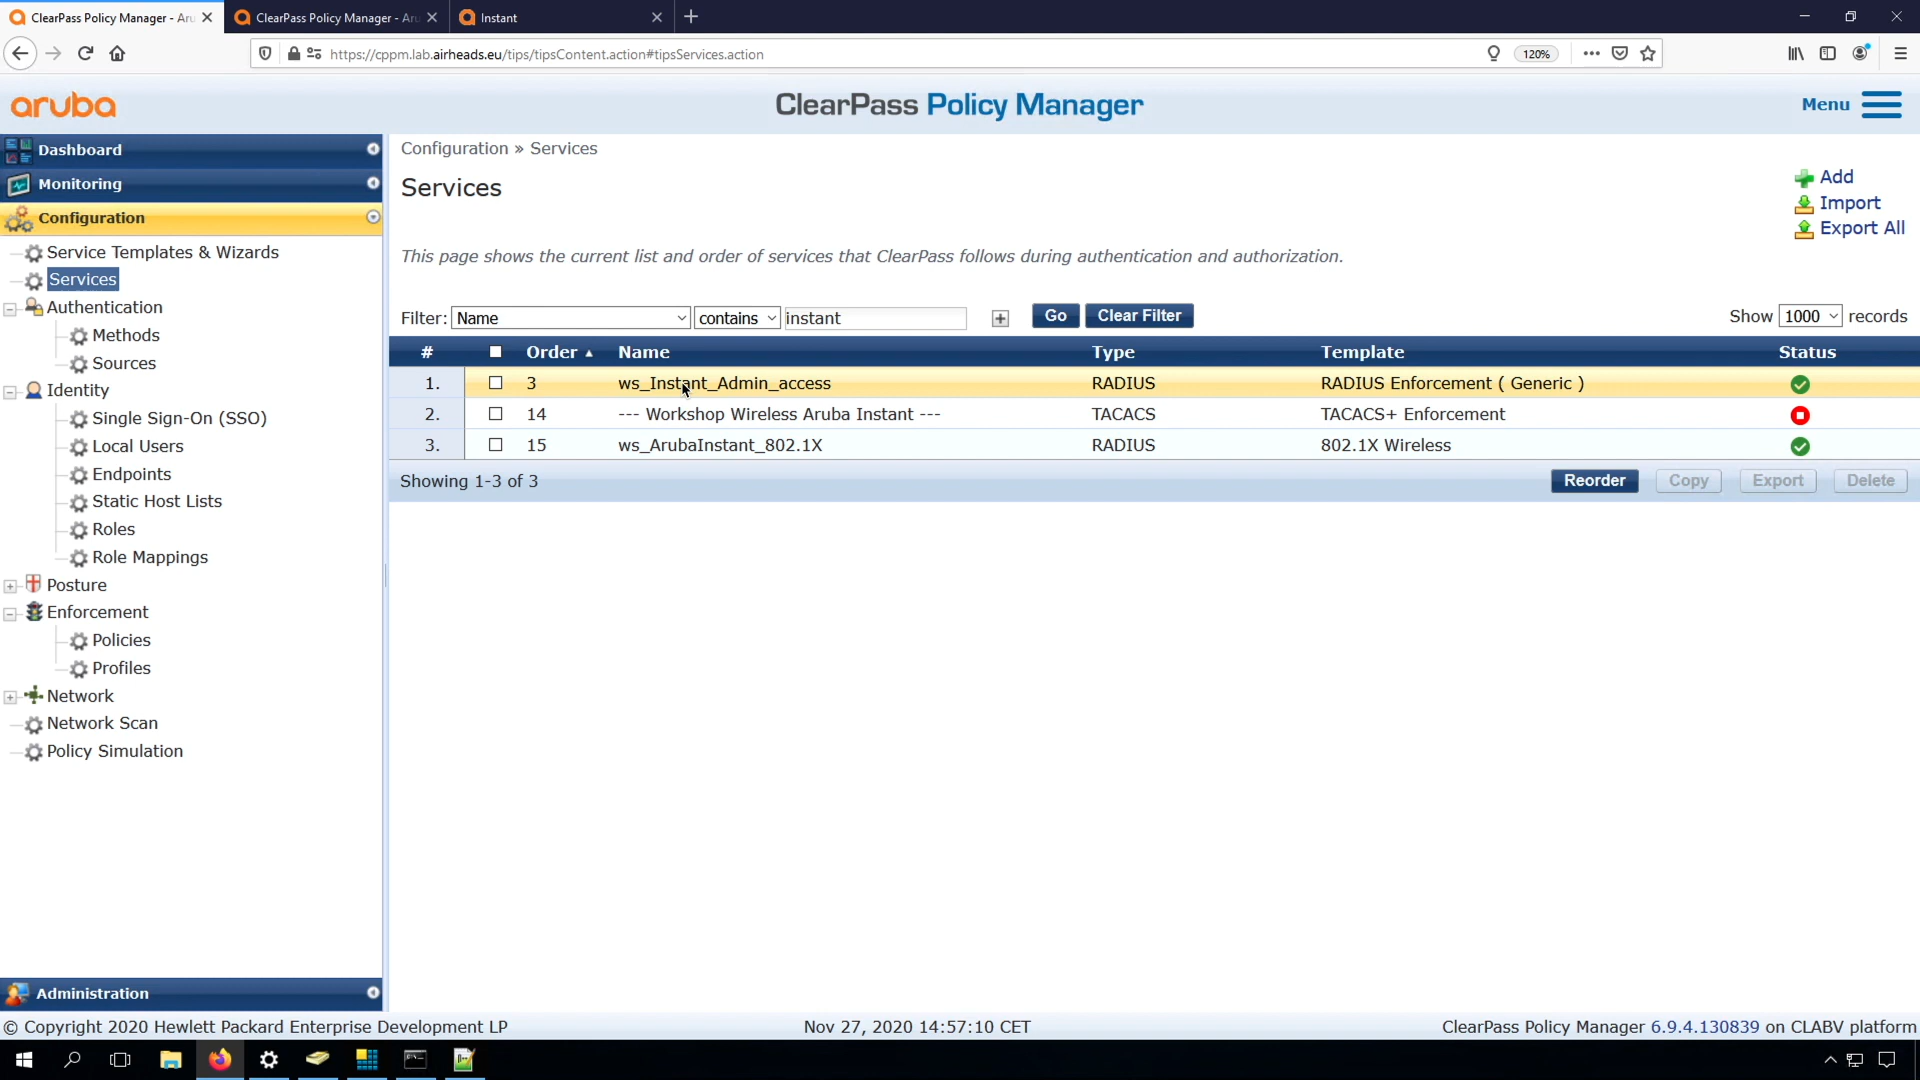 ClearPass Policy Manager - Aru
ClearPass Policy Manager - Aru
Instant
https://cppm.lab.airheads.eu/tips/tipsContent.action#tipsServices.action
120%
aruba
ClearPass Policy Manager
Menu
Dashboard
Monitoring
Configuration
Service Templates & Wizards
Services
Authentication
Methods
Sources
Identity
Single Sign-On (SSO)
Local Users
Endpoints
Static Host Lists
Roles
Role Mappings
Posture
Enforcement
Policies
Profiles
Network
Network Scan
Policy Simulation
Administration
Configuration » Services
Services
Add
Import
Export All
This page shows the current list and order of services that ClearPass follows during authentication and authorization.
Filter: Name contains instant Go Clear Filter Show 1000 records
# Order Name Type Template Status
1. 3 ws_Instant_Admin_access RADIUS RADIUS Enforcement ( Generic )
2. 14 --- Workshop Wireless Aruba Instant --- TACACS TACACS+ Enforcement
3. 15 ws_ArubaInstant_802.1X RADIUS 802.1X Wireless
Showing 1-3 of 3 Reorder Copy Export Delete
© Copyright 2020 Hewlett Packard Enterprise Development LP Nov 27, 2020 14:57:10 CET ClearPass Policy Manager 6.9.4.130839 on CLABV platform